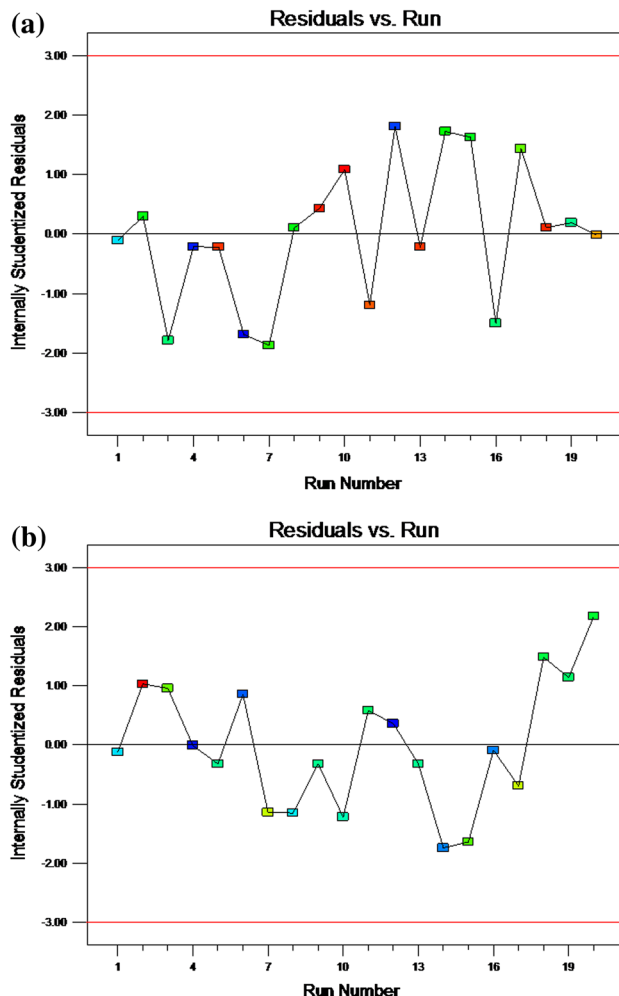 (a)
Residuals vs. Run
Internally Studentized Residuals
3.00
2.00
1.00
0.00
-1.00
-2.00
-3.00
1 4 7 10 13 16 19
Run Number
(b)
Residuals vs. Run
Internally Studentized Residuals
3.00
2.00
1.00
0.00
-1.00
-2.00
-3.00
1 4 7 10 13 16 19
Run Number